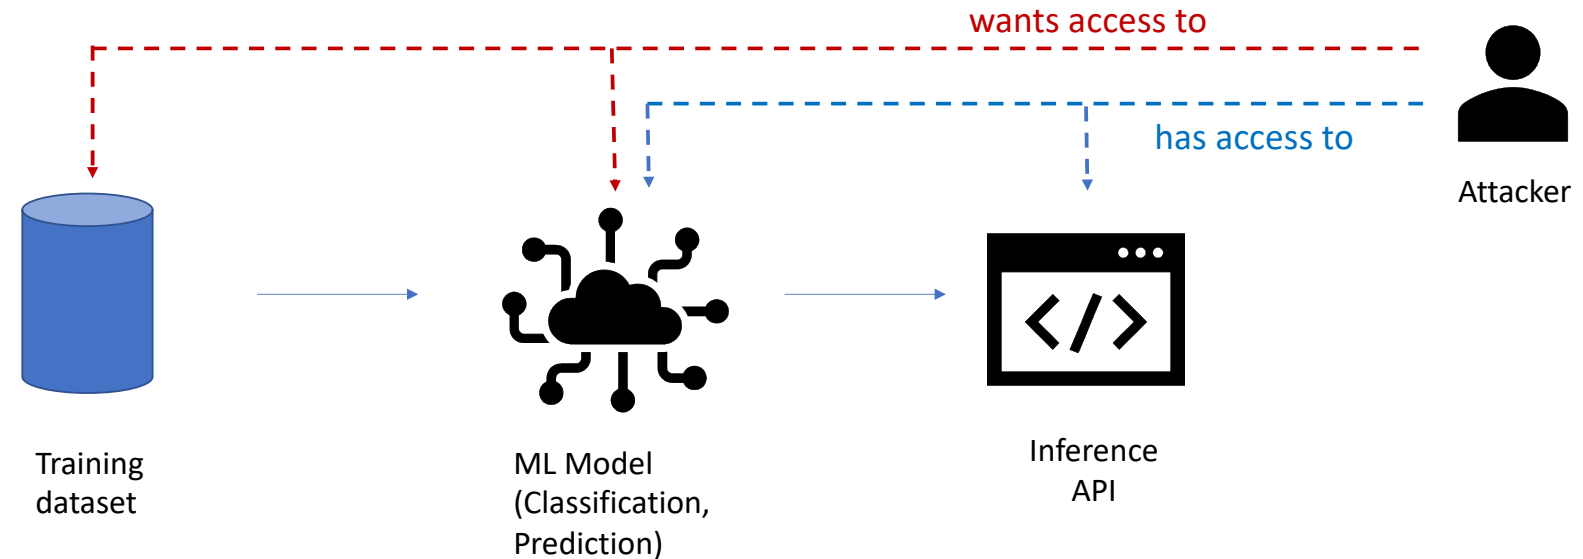 wants access to
has access to
Attacker
Training
dataset
ML Model
(Classification,
Prediction)
Inference
API